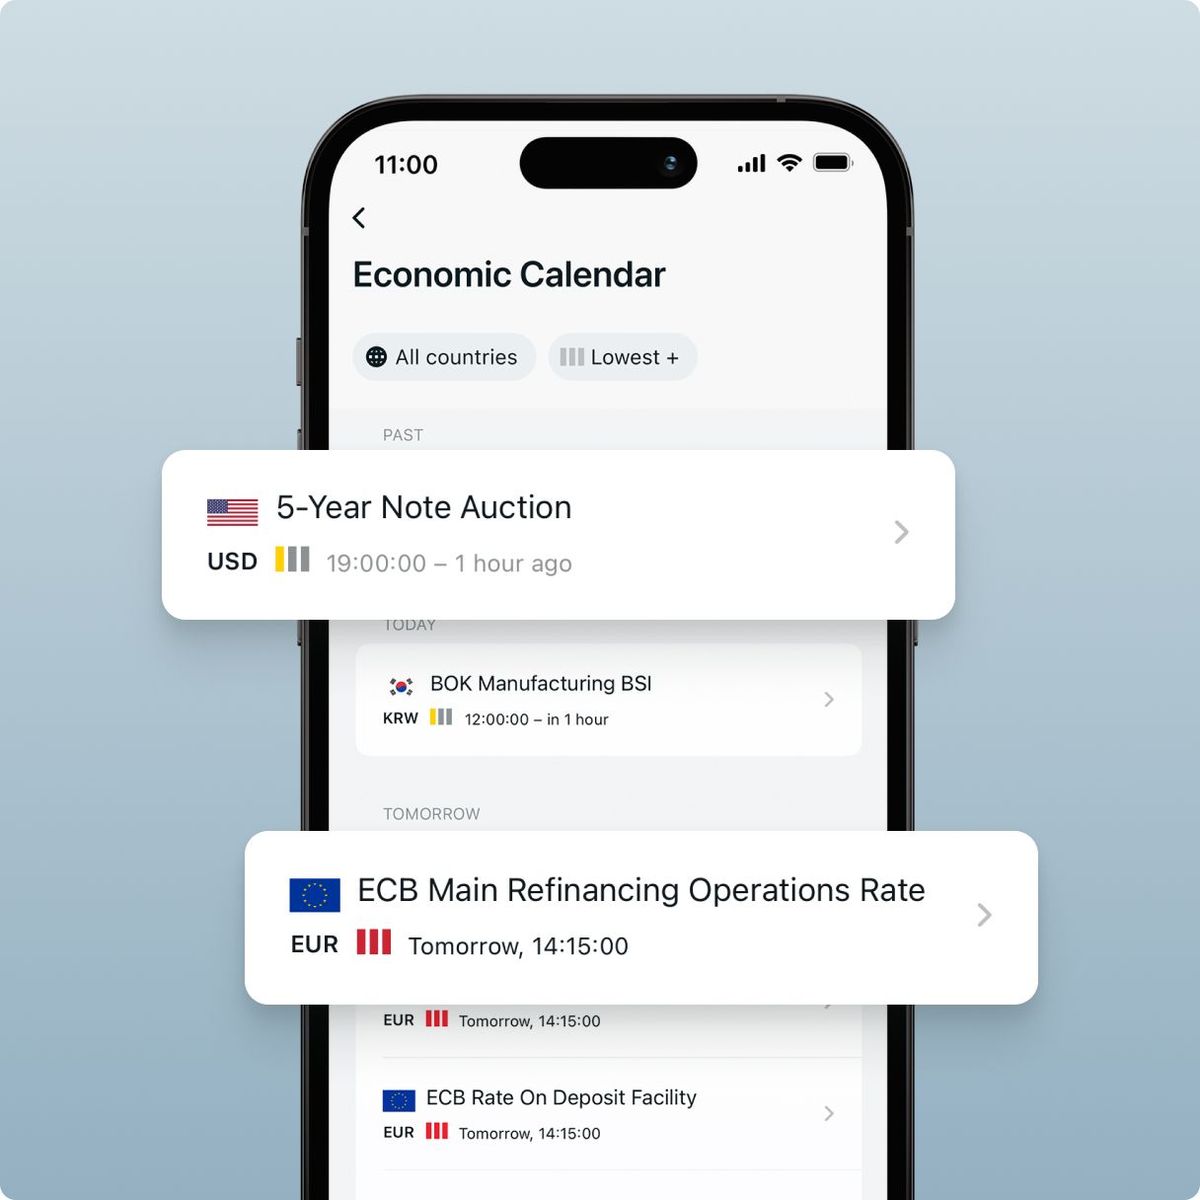 11:00
Economic Calendar
All countries
Lowest +
PAST
5-Year Note Auction
USD 19:00:00 – 1 hour ago
TODAY
BOK Manufacturing BSI
KRW 12:00:00 – in 1 hour
TOMORROW
ECB Main Refinancing Operations Rate
EUR Tomorrow, 14:15:00
EUR Tomorrow, 14:15:00
ECB Rate On Deposit Facility
EUR Tomorrow, 14:15:00